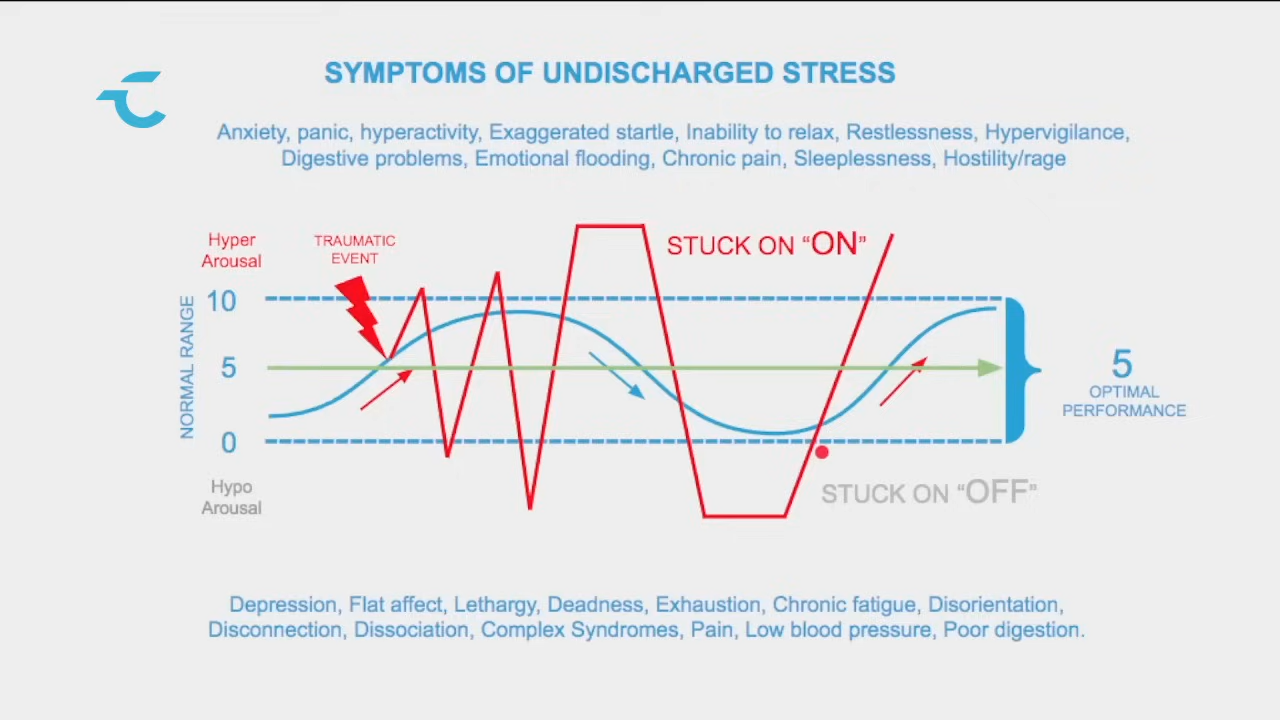 SYMPTOMS OF UNDISCHARGED STRESS
Anxiety, panic, hyperactivity, Exaggerated startle, Inability to relax, Restlessness, Hypervigilance,
Digestive problems, Emotional flooding, Chronic pain, Sleeplessness, Hostility/rage
Hyper
Arousal
TRAUMATIC
EVENT
STUCK ON “ON”
NORMAL RANGE
10
5
0
5
OPTIMAL
PERFORMANCE
Hypo
Arousal
STUCK ON “OFF”
Depression, Flat affect, Lethargy, Deadness, Exhaustion, Chronic fatigue, Disorientation,
Disconnection, Dissociation, Complex Syndromes, Pain, Low blood pressure, Poor digestion.